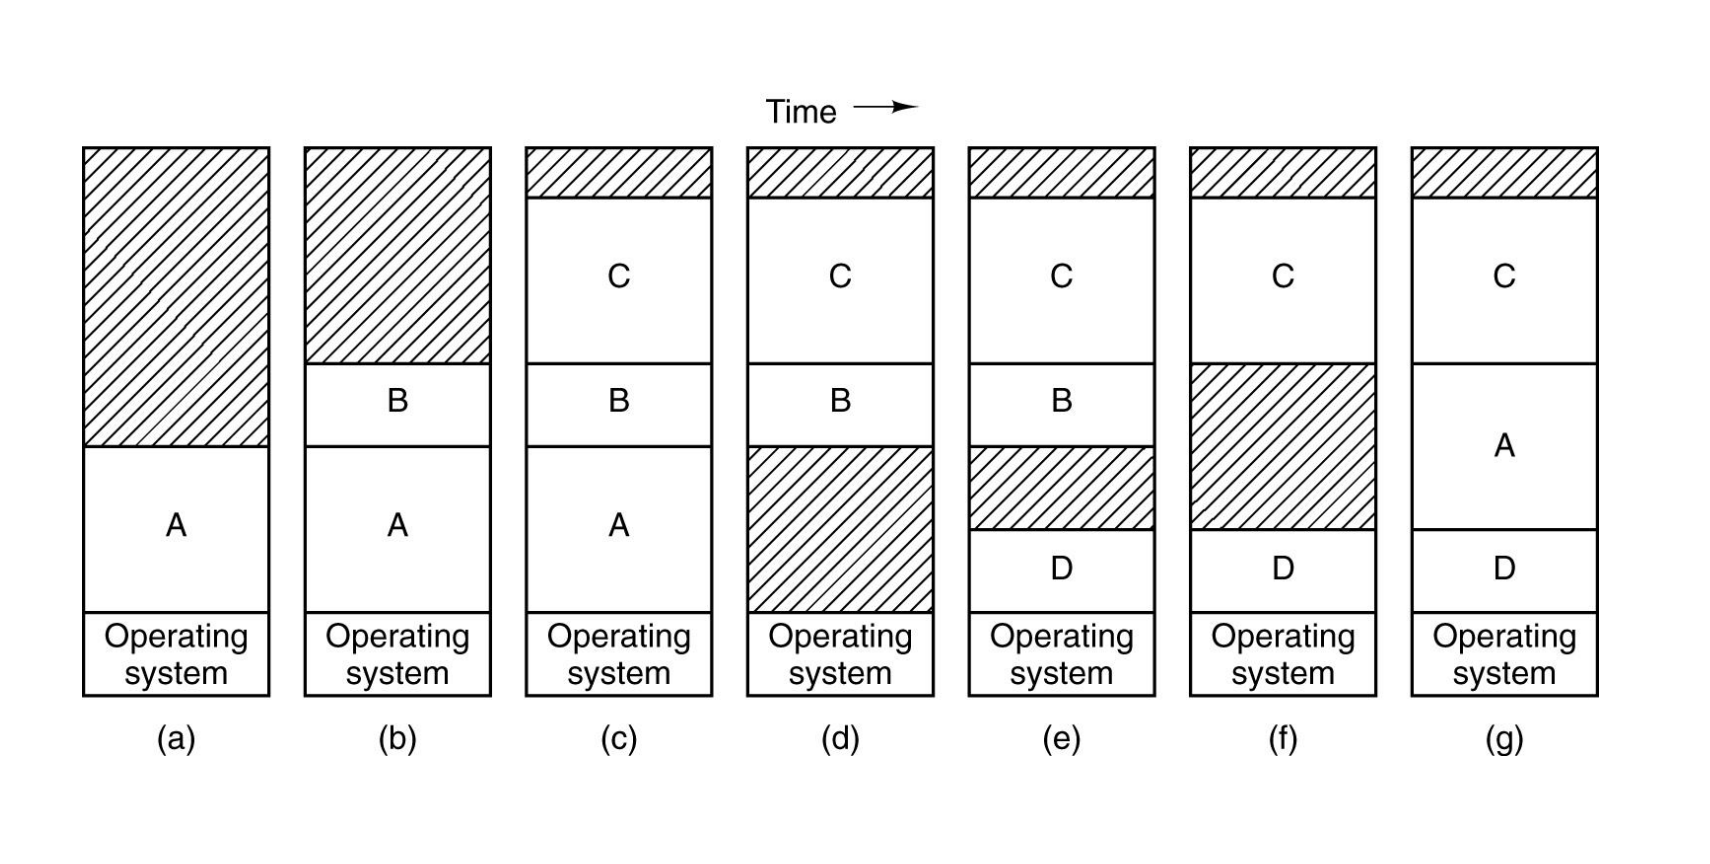 Time
C
C
C
C
C
B
B
B
B
A
A
A
A
D
D
D
Operating
system
Operating
system
Operating
system
Operating
system
Operating
system
Operating
system
Operating
system
(a)
(b)
(c)
(d)
(e)
(f)
(g)